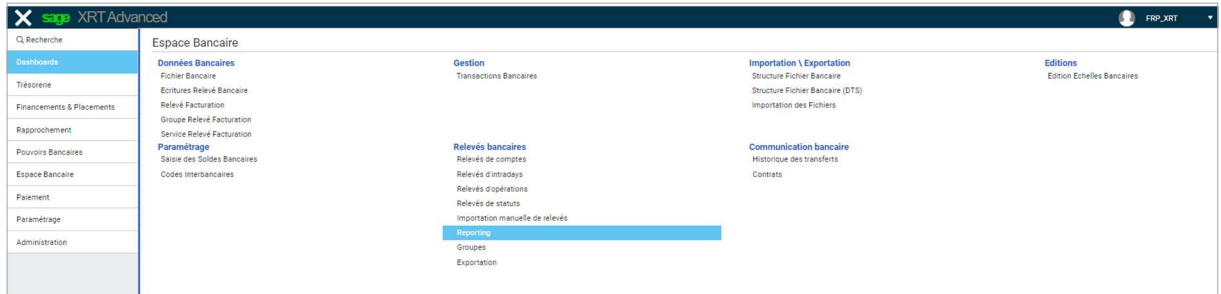 sage XRT Advanced
FRP_XRT
Recherche
Dashboards
Trésorerie
Financements & Placements
Rapprochement
Pouvoirs Bancaires
Espace Bancaire
Paiement
Paramétrage
Administration
Espace Bancaire
Données Bancaires
Fichier Bancaire
Ecritures Relevé Bancaire
Relevé Facturation
Groupe Relevé Facturation
Service Relevé Facturation
Gestion
Transactions Bancaires
Importation \ Exportation
Structure Fichier Bancaire
Structure Fichier Bancaire (DTS)
Importation des Fichiers
Editions
Edition Echelles Bancaires
Paramétrage
Saisie des Soldes Bancaires
Codes Interbancaires
Relevés bancaires
Relevés de comptes
Relevés d'intradays
Relevés d'opérations
Relevés de statuts
Importation manuelle de relevés
Reporting
Groupes
Exportation
Communication bancaire
Historique des transferts
Contrats